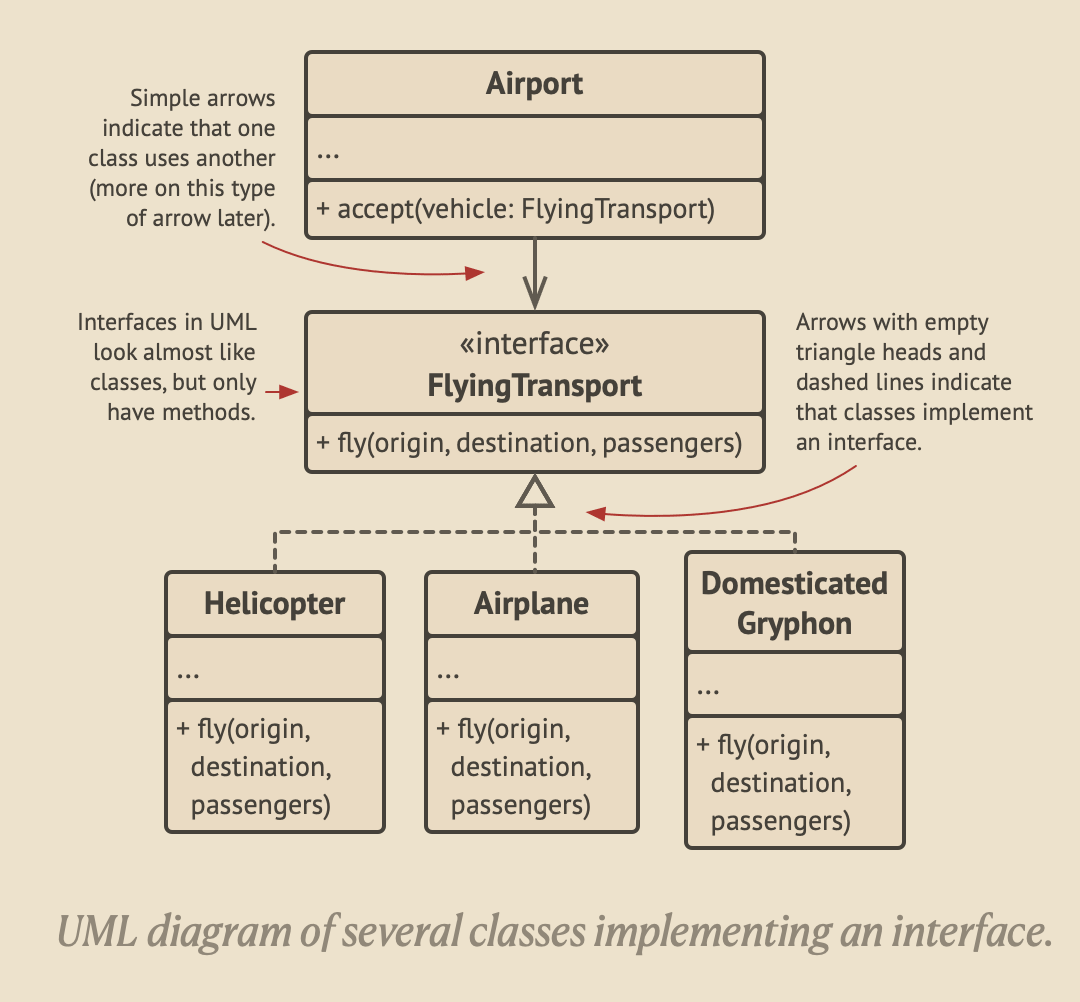 Airport
...
+ accept(vehicle: FlyingTransport)
Simple arrows
indicate that one
class uses another
(more on this type
of arrow later).
Interfaces in UML
look almost like
classes, but only
have methods.
«interface»
FlyingTransport
+ fly(origin, destination, passengers)
Arrows with empty
triangle heads and
dashed lines indicate
that classes implement
an interface.
Helicopter
...
+ fly(origin,
destination,
passengers)
Airplane
...
+ fly(origin,
destination,
passengers)
Domesticated
Gryphon
...
+ fly(origin,
destination,
passengers)
UML diagram of several classes implementing an interface.